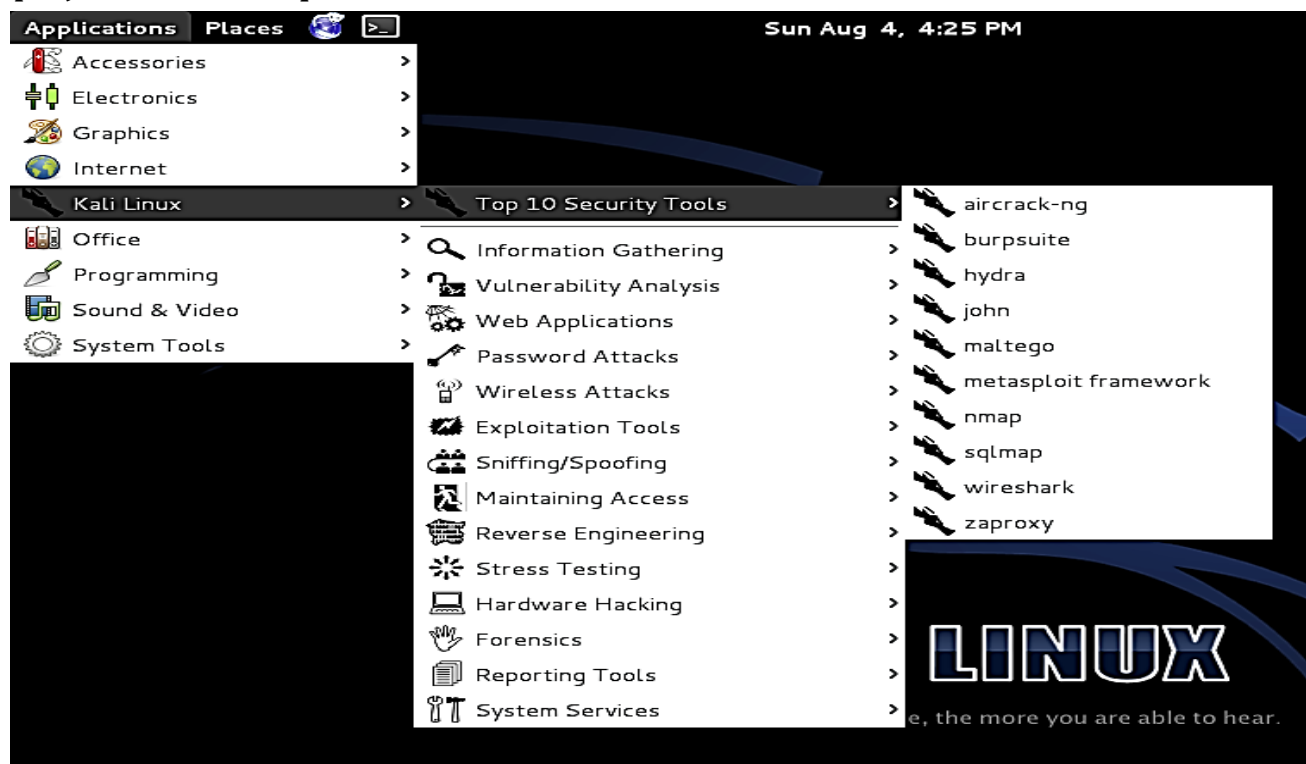 Applications Places Sun Aug 4, 4:25 PM
Accessories
Electronics
Graphics
Internet
Kali Linux
Office
Programming
Sound & Video
System Tools
Top 10 Security Tools
Information Gathering
Vulnerability Analysis
Web Applications
Password Attacks
Wireless Attacks
Exploitation Tools
Sniffing/Spoofing
Maintaining Access
Reverse Engineering
Stress Testing
Hardware Hacking
Forensics
Reporting Tools
System Services
aircrack-ng
burpsuite
hydra
john
maltego
metasploit framework
nmap
sqlmap
wireshark
zaproxy
LINUX
e, the more you are able to hear.